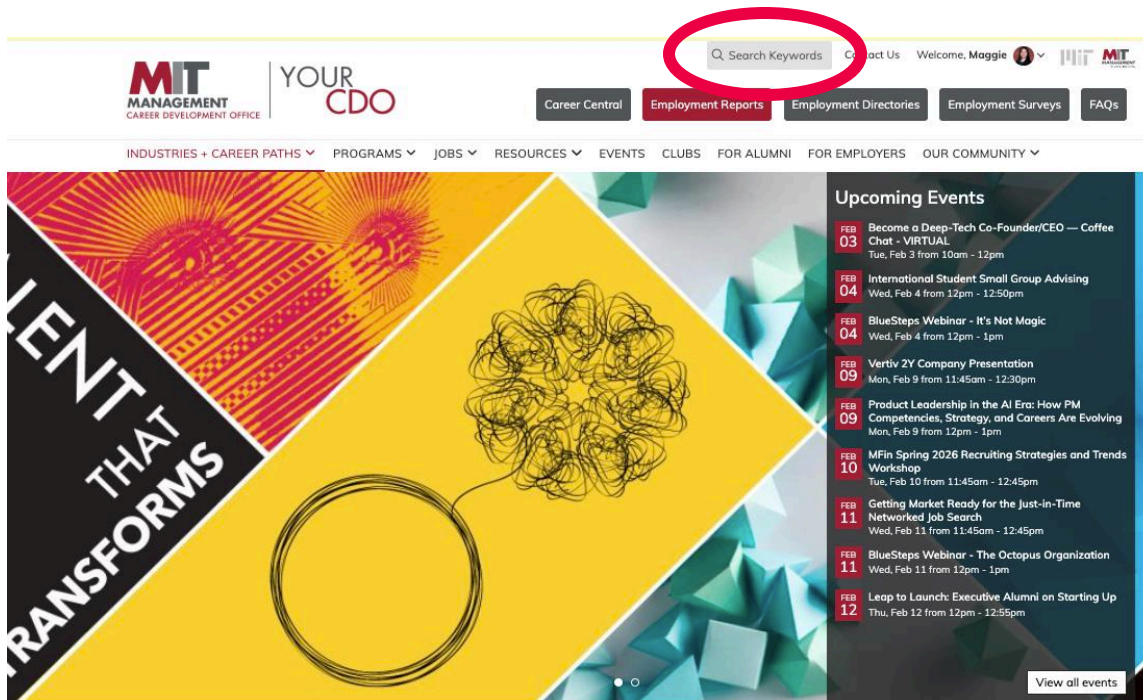 Search Keywords
Contact Us
Welcome, Maggie
MIT
MIT
MIT
MANAGEMENT
CAREER DEVELOPMENT OFFICE
YOUR
CDO
Career Central
Employment Reports
Employment Directories
Employment Surveys
FAQs
INDUSTRIES + CAREER PATHS
PROGRAMS
JOBS
RESOURCES
EVENTS
CLUBS
FOR ALUMNI
FOR EMPLOYERS
OUR COMMUNITY
THAT
TRANSFORMS
Upcoming Events
FEB
03
Become a Deep-Tech Co-Founder/CEO — Coffee
Chat - VIRTUAL
Tue, Feb 3 from 10am - 12pm
FEB
04
International Student Small Group Advising
Wed, Feb 4 from 12pm - 12:50pm
FEB
04
BlueSteps Webinar - It's Not Magic
Wed, Feb 4 from 12pm - 1pm
FEB
09
Vertiv 2Y Company Presentation
Mon, Feb 9 from 11:45am - 12:30pm
FEB
09
Product Leadership in the AI Era: How PM
Competencies, Strategy, and Careers Are Evolving
Mon, Feb 9 from 12pm - 1pm
FEB
10
MFin Spring 2026 Recruiting Strategies and Trends
Workshop
Tue, Feb 10 from 11:45am - 12:45pm
FEB
11
Getting Market Ready for the Just-in-Time
Networked Job Search
Wed, Feb 11 from 11:45am - 12:45pm
FEB
11
BlueSteps Webinar - The Octopus Organization
Wed, Feb 11 from 12pm - 1pm
FEB
12
Leap to Launch: Executive Alumni on Starting Up
Thu, Feb 12 from 12pm - 12:55pm
View all events